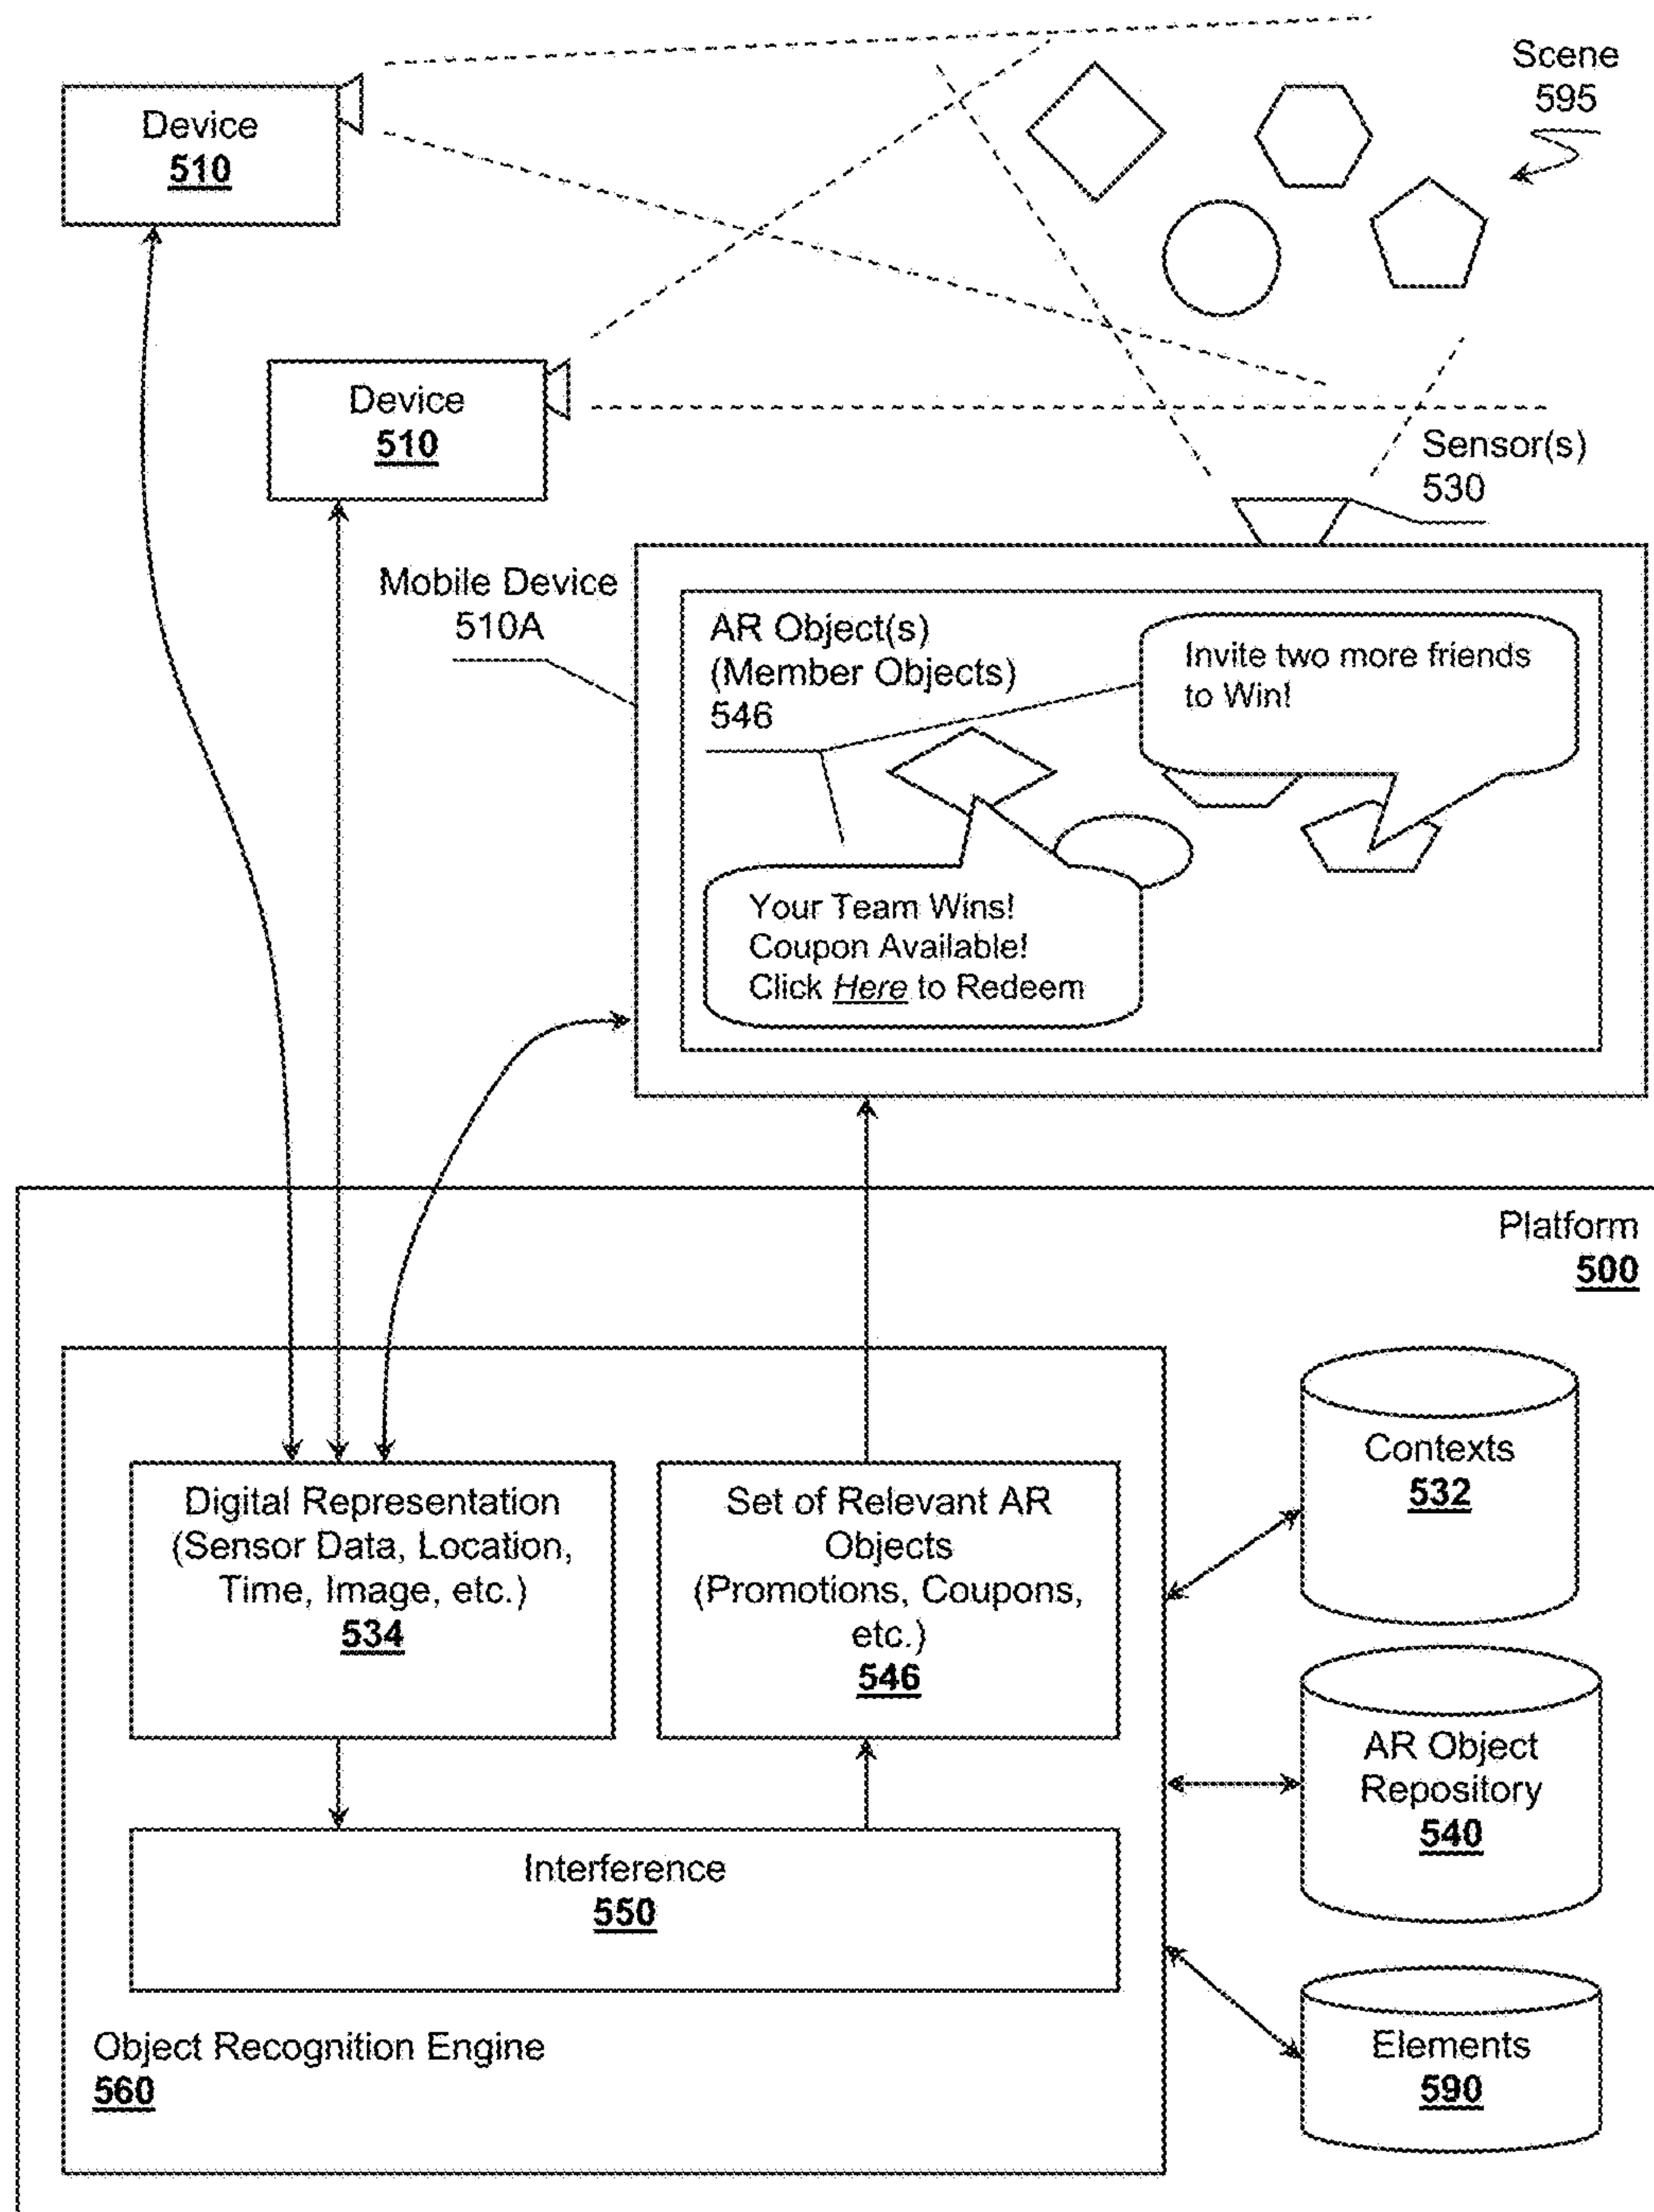 Scene
595
Device
510
Device
510
Sensor(s)
530
Mobile Device
510A
AR Object(s)
(Member Objects)
546
Invite two more friends
to Win!
Your Team Wins!
Coupon Available!
Click Here to Redeem
Platform
500
Digital Representation
(Sensor Data, Location,
Time, Image, etc.)
534
Set of Relevant AR
Objects
(Promotions, Coupons,
etc.)
546
Contexts
532
AR Object
Repository
540
Interference
550
Elements
590
Object Recognition Engine
560